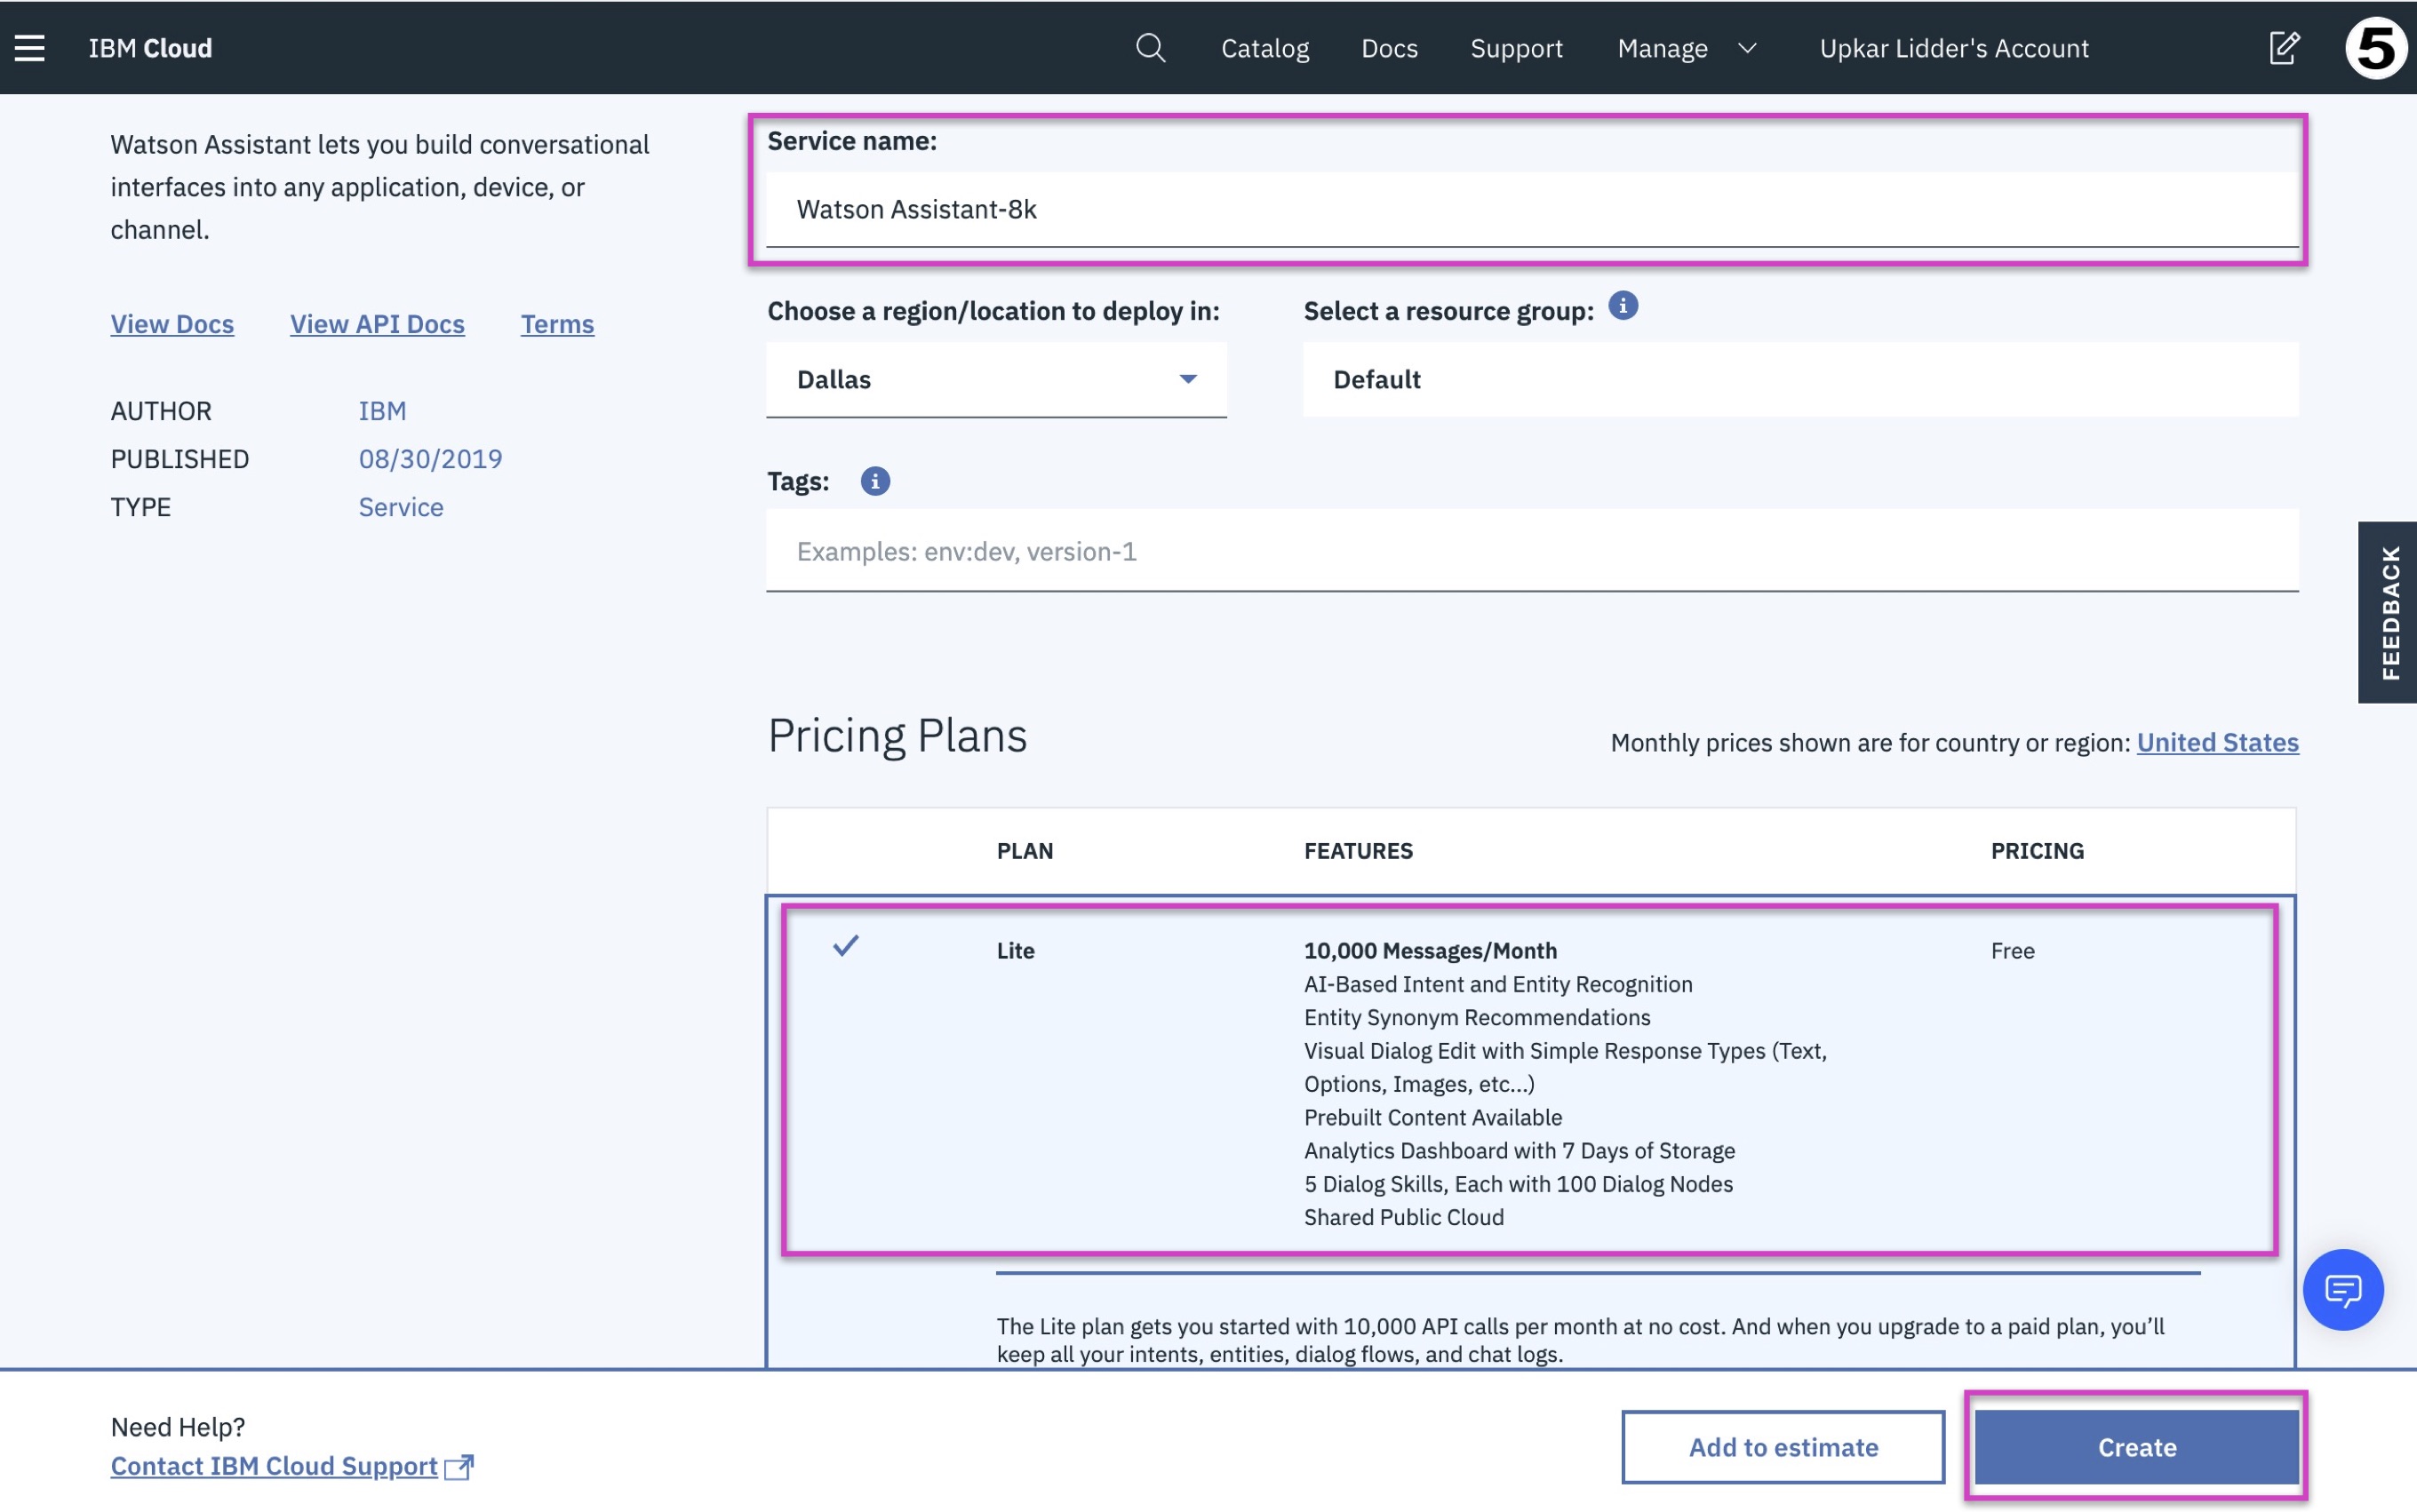 IBM Cloud
Catalog
Docs
Support
Manage
Upkar Lidder's Account
5
Watson Assistant lets you build conversational
interfaces into any application, device, or
channel.
View Docs
View API Docs
Terms
AUTHOR IBM
PUBLISHED 08/30/2019
TYPE Service
Service name:
Watson Assistant-8k
Choose a region/location to deploy in:
Dallas
Select a resource group:
Default
Tags:
Examples: env:dev, version-1
FEEDBACK
Pricing Plans
Monthly prices shown are for country or region: United States
PLAN FEATURES PRICING
Lite
10,000 Messages/Month
Free
AI-Based Intent and Entity Recognition
Entity Synonym Recommendations
Visual Dialog Edit with Simple Response Types (Text,
Options, Images, etc...)
Prebuilt Content Available
Analytics Dashboard with 7 Days of Storage
5 Dialog Skills, Each with 100 Dialog Nodes
Shared Public Cloud
The Lite plan gets you started with 10,000 API calls per month at no cost. And when you upgrade to a paid plan, you’ll
keep all your intents, entities, dialog flows, and chat logs.
Need Help?
Contact IBM Cloud Support
Add to estimate
Create